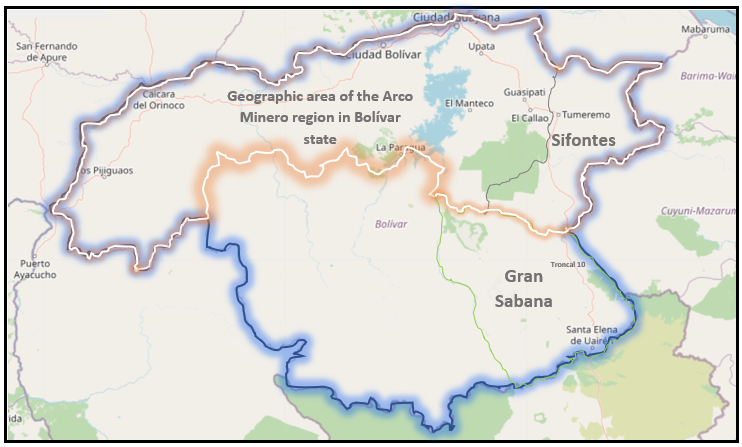 Ciudad Guayana
Mabaruma
San Fernando
de Apure
Ciudad Bolívar
Upata
Barima-Wain
Caicara
del Orinoco
Geographic area of the Arco
Minero region in Bolívar
state
Guasipati
El Manteco
El Callao
Tumeremo
Sifontes
La Paragua
Los Pijiguaos
Cuyuni-Mazarun
Bolívar
Puerto
Ayacucho
Troncal 10
Gran
Sabana
Santa Elena
de Uairén